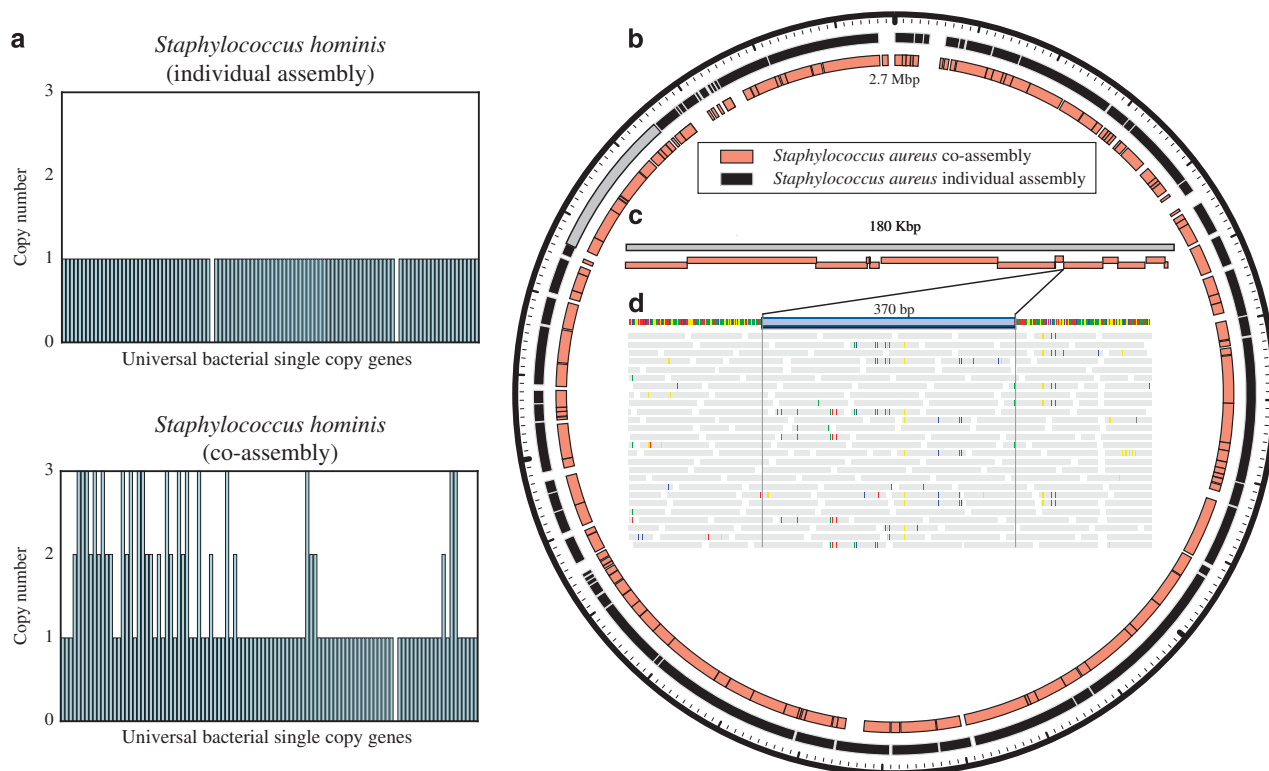 a
Staphylococcus hominis
(individual assembly)
3
2
1
0
Copy number
Universal bacterial single copy genes
Staphylococcus hominis
(co-assembly)
3
2
1
0
Copy number
Universal bacterial single copy genes
b
2.7 Mbp
Staphylococcus aureus co-assembly
Staphylococcus aureus individual assembly
c
180 Kbp
d
370 bp